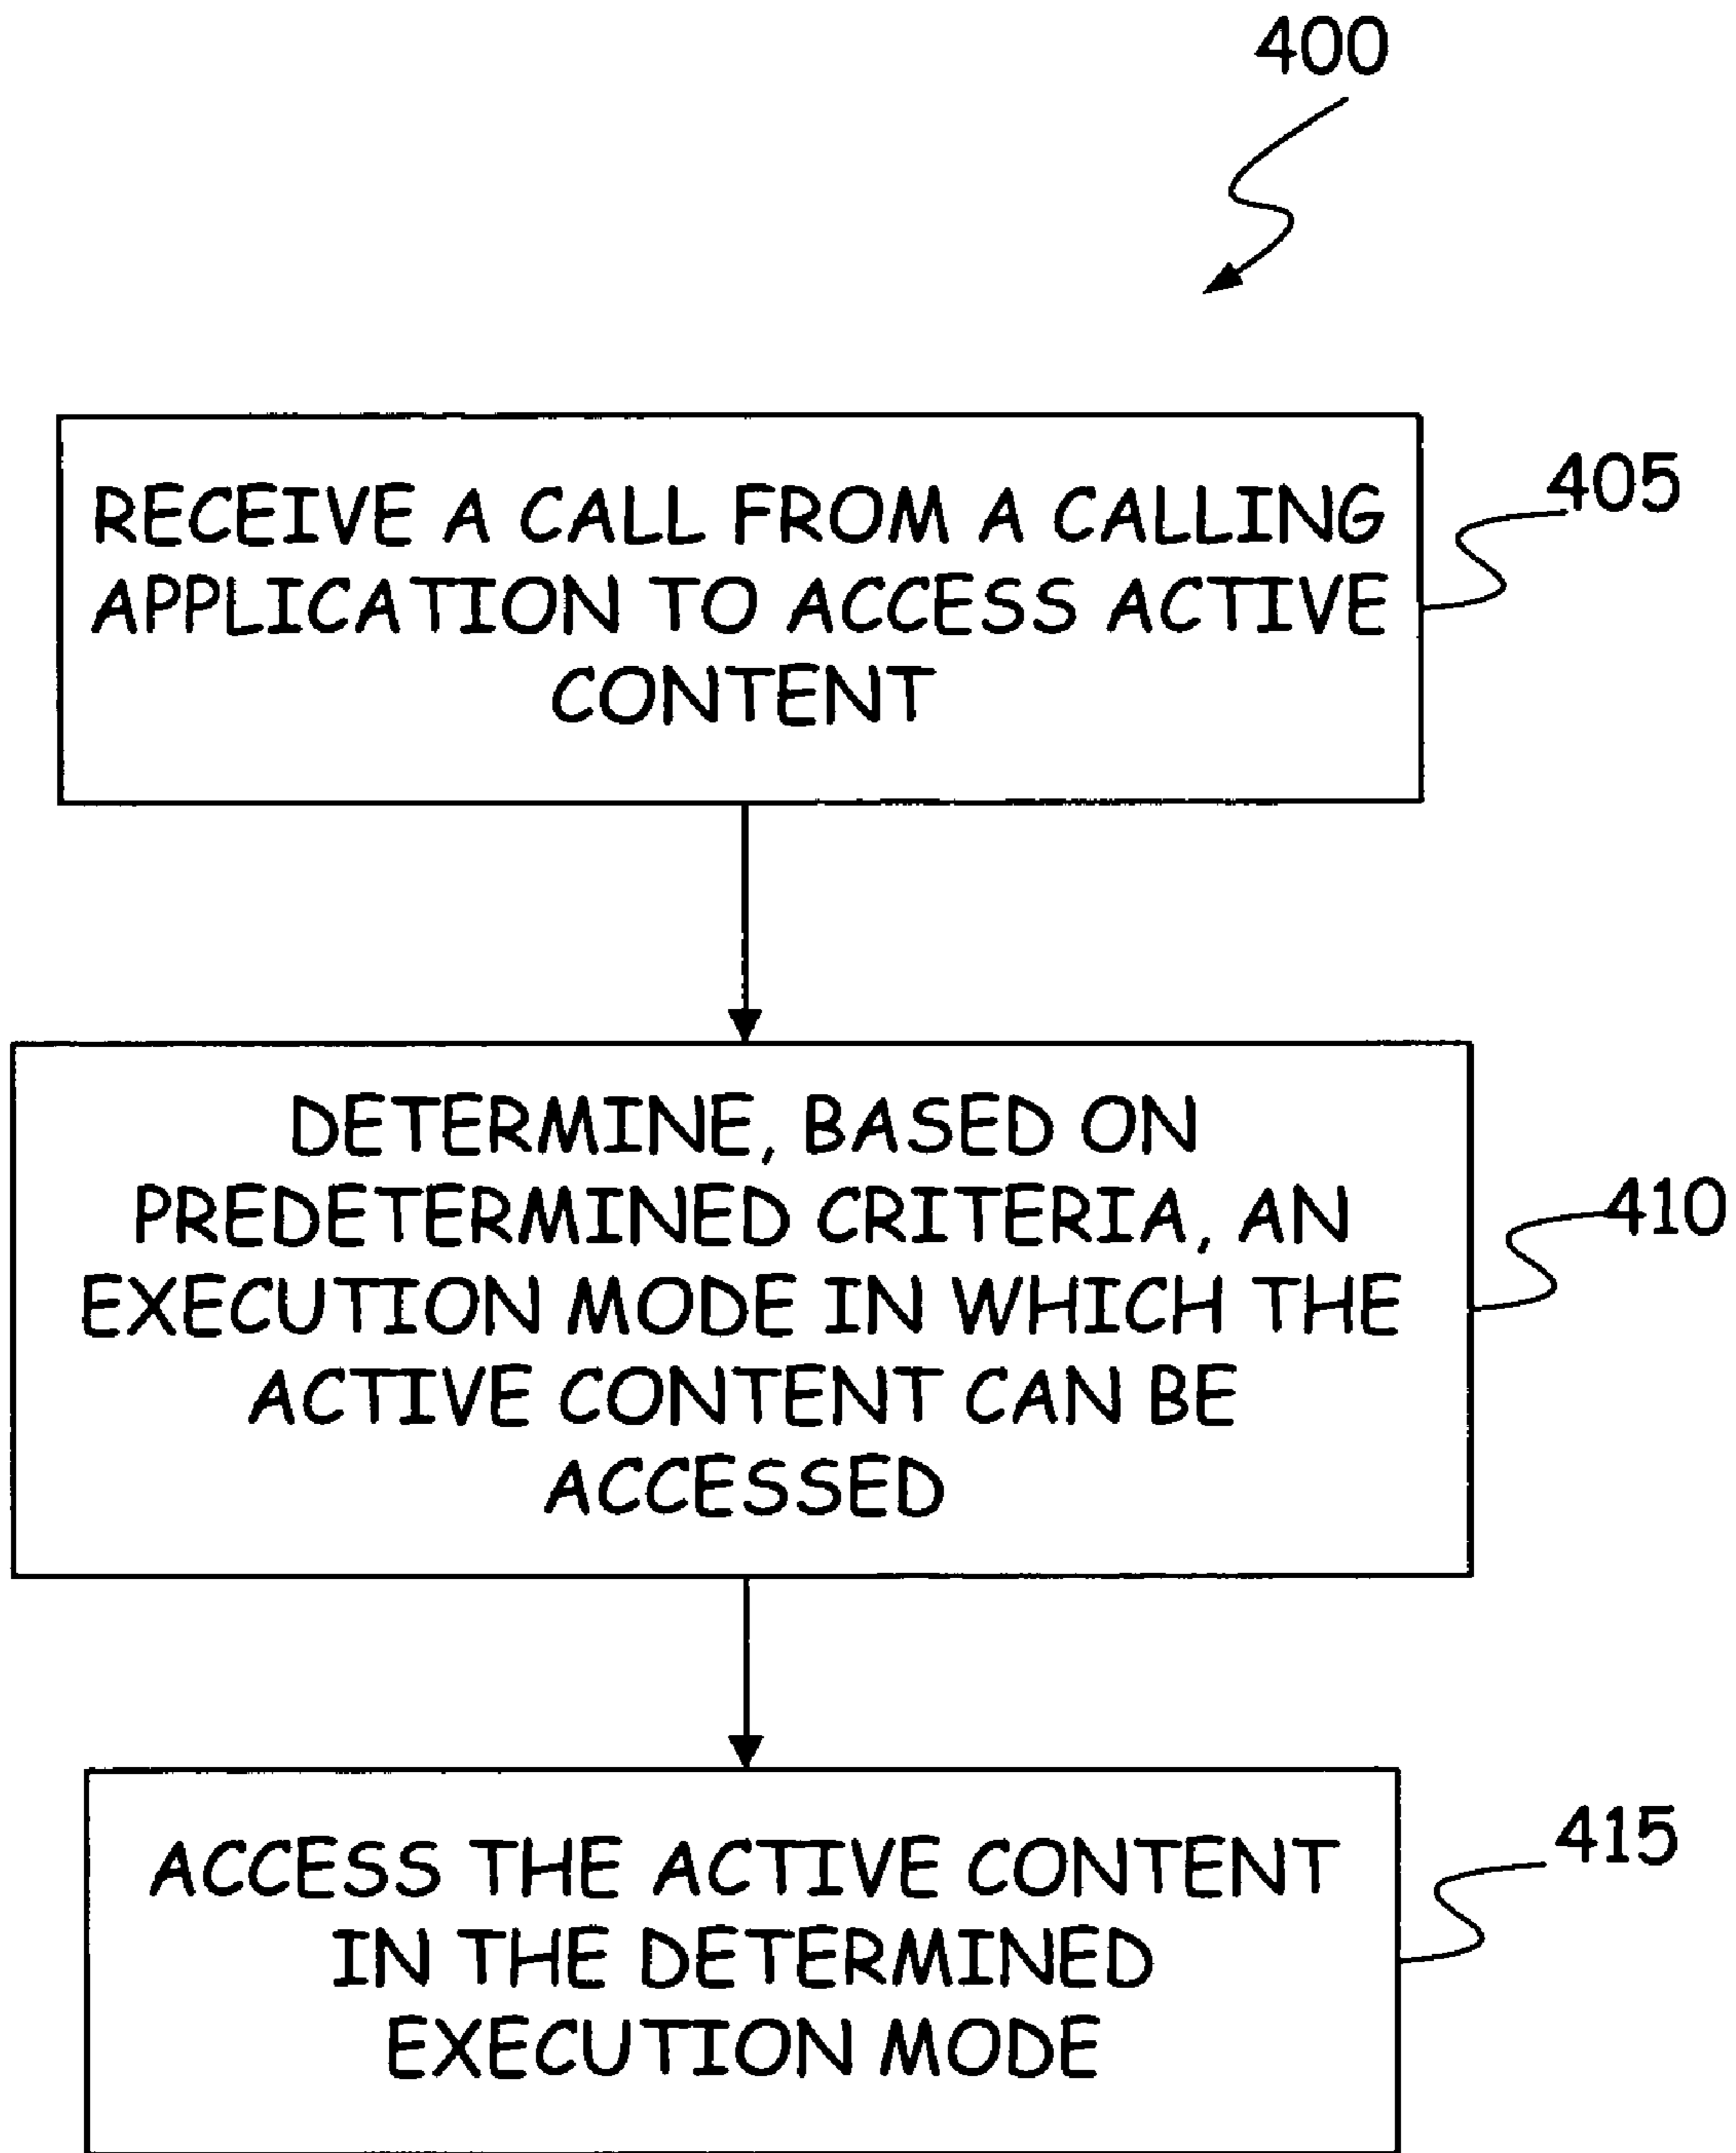 400
RECEIVE A CALL FROM A CALLING
APPLICATION TO ACCESS ACTIVE
CONTENT
405
DETERMINE, BASED ON
PREDETERMINED CRITERIA, AN
EXECUTION MODE IN WHICH THE
ACTIVE CONTENT CAN BE
ACCESSED
410
ACCESS THE ACTIVE CONTENT
IN THE DETERMINED
EXECUTION MODE
415